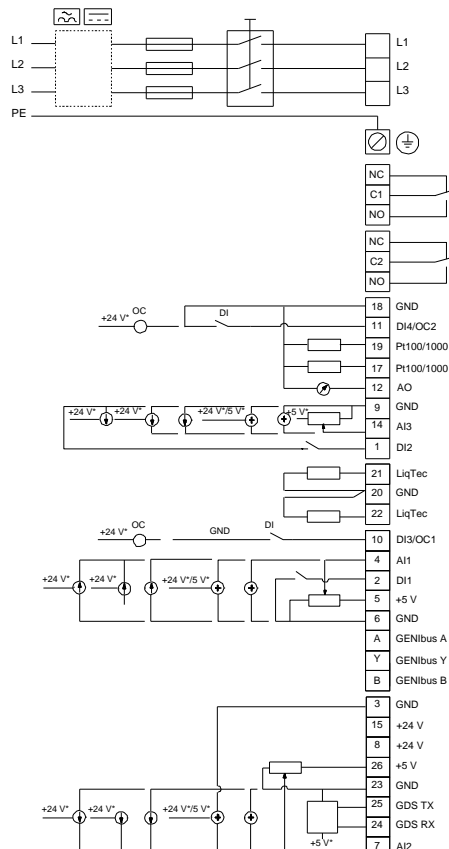 L1 L1
L2 L2
L3 L3
PE
NC
C1
NO
NC
C2
NO
18 GND
+24 V* OC DI 11 DI4/OC2
19 Pt100/1000
17 Pt100/1000
12 AO
9 GND
+24 V* +24 V* +24 V*/5 V* +5 V* 14 AI3
1 DI2
21 LiqTec
20 GND
22 LiqTec
+24 V* OC GND DI 10 DI3/OC1
4 AI1
+24 V* +24 V* +24 V*/5 V* 2 DI1
5 +5 V
6 GND
A GENIbus A
Y GENIbus Y
B GENIbus B
3 GND
15 +24 V
8 +24 V
26 +5 V
23 GND
25 GDS TX
+24 V* +24 V* +24 V*/5 V* 24 GDS RX
+5 V* 7 AI2